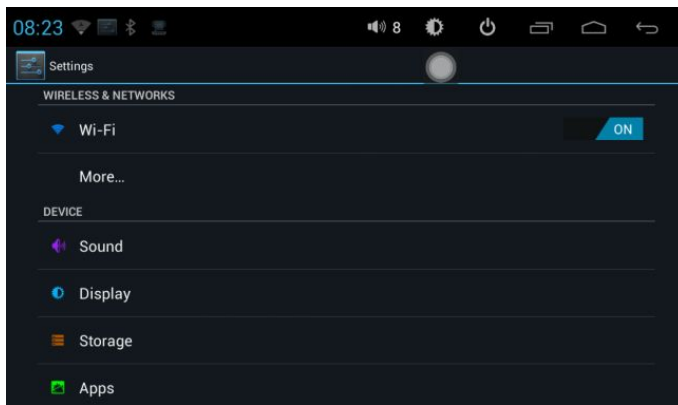 08:23 8
Settings
WIRELESS & NETWORKS
Wi-Fi ON
More...
DEVICE
Sound
Display
Storage
Apps